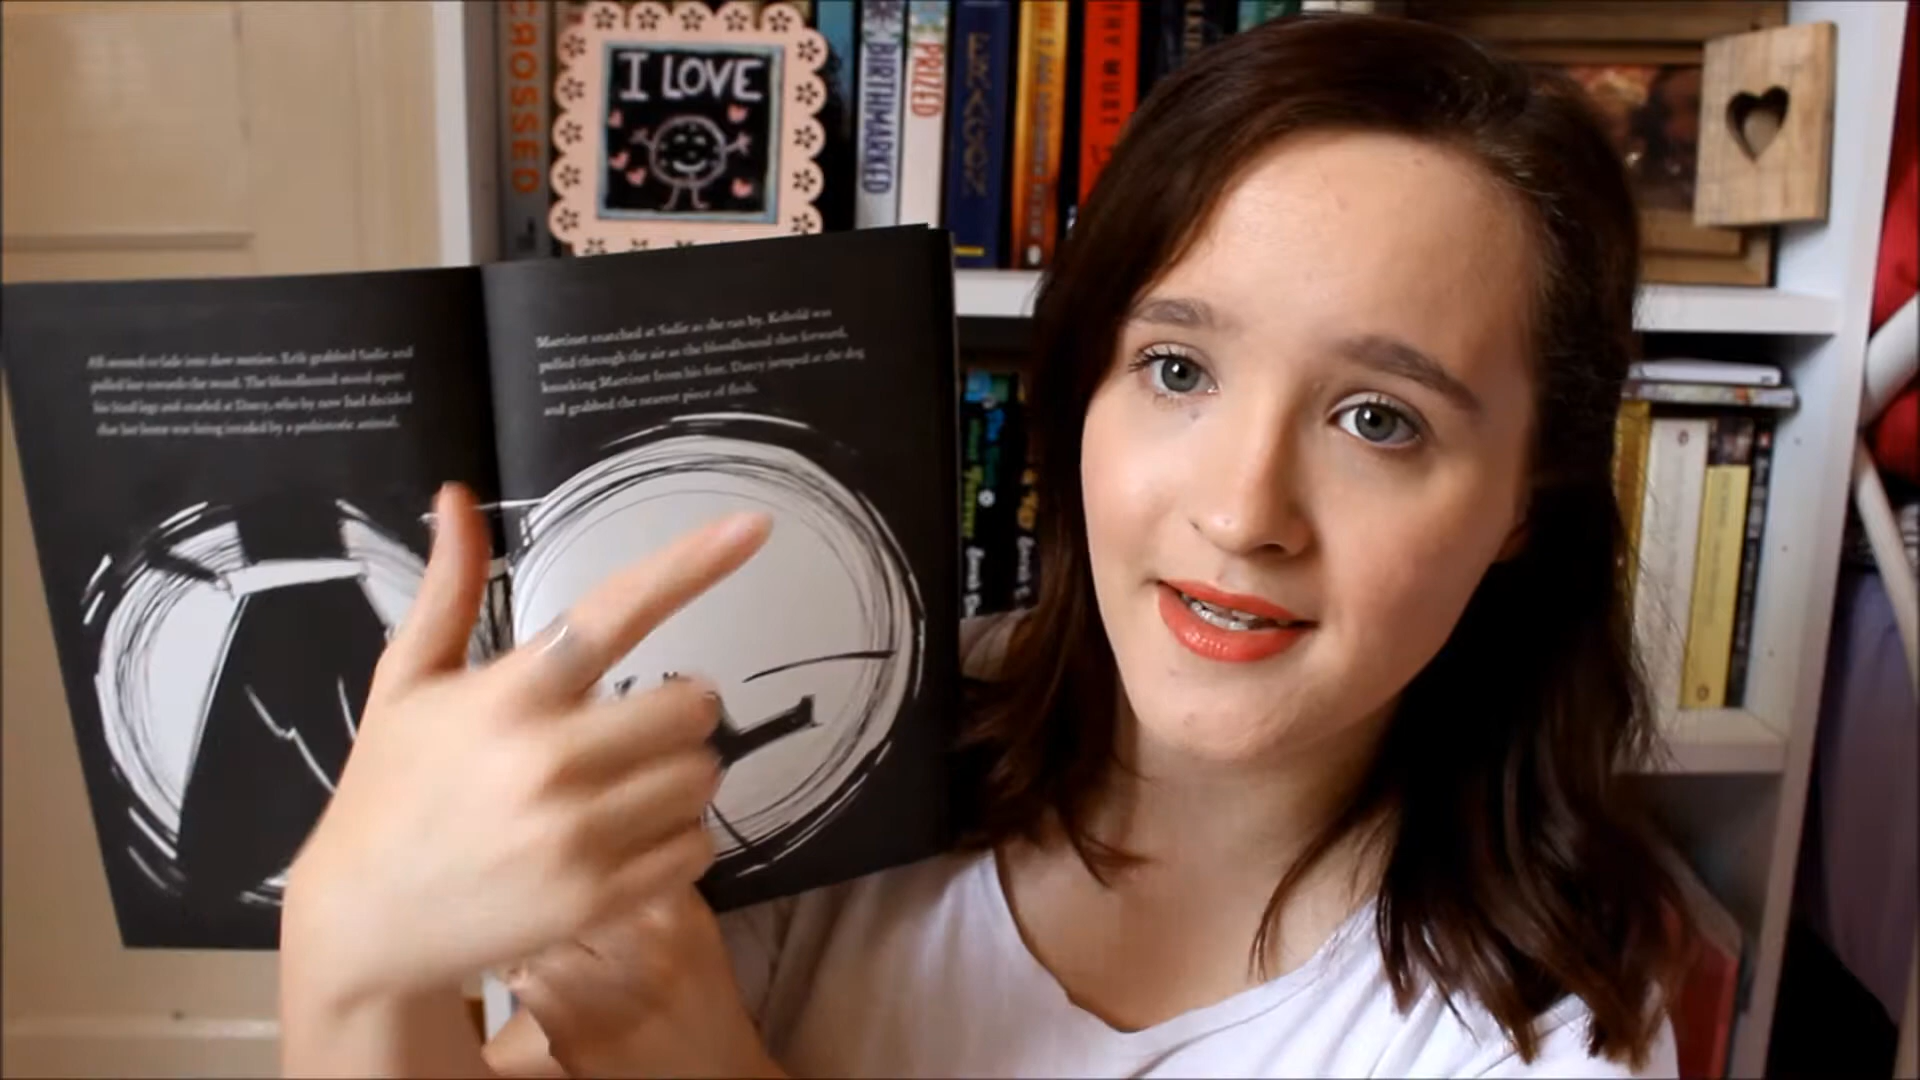 CROSSED
I LOVE
BIRTHMARKED
PRIZED
ERAGON
All seemed to fade into slow motion. Erik grabbed Sadie and
pulled her towards the wood. The bloodhound stood upon
his hind legs and snarled at Darcy, who by now had decided
that her home was being invaded by a prehistoric animal.
Martinet snatched at Sadie as she ran by. Kobold was
pulled through the air as the bloodhound shot forward,
knocking Martinet from his feet. Darcy jumped at the dog
and grabbed the nearest piece of flesh.